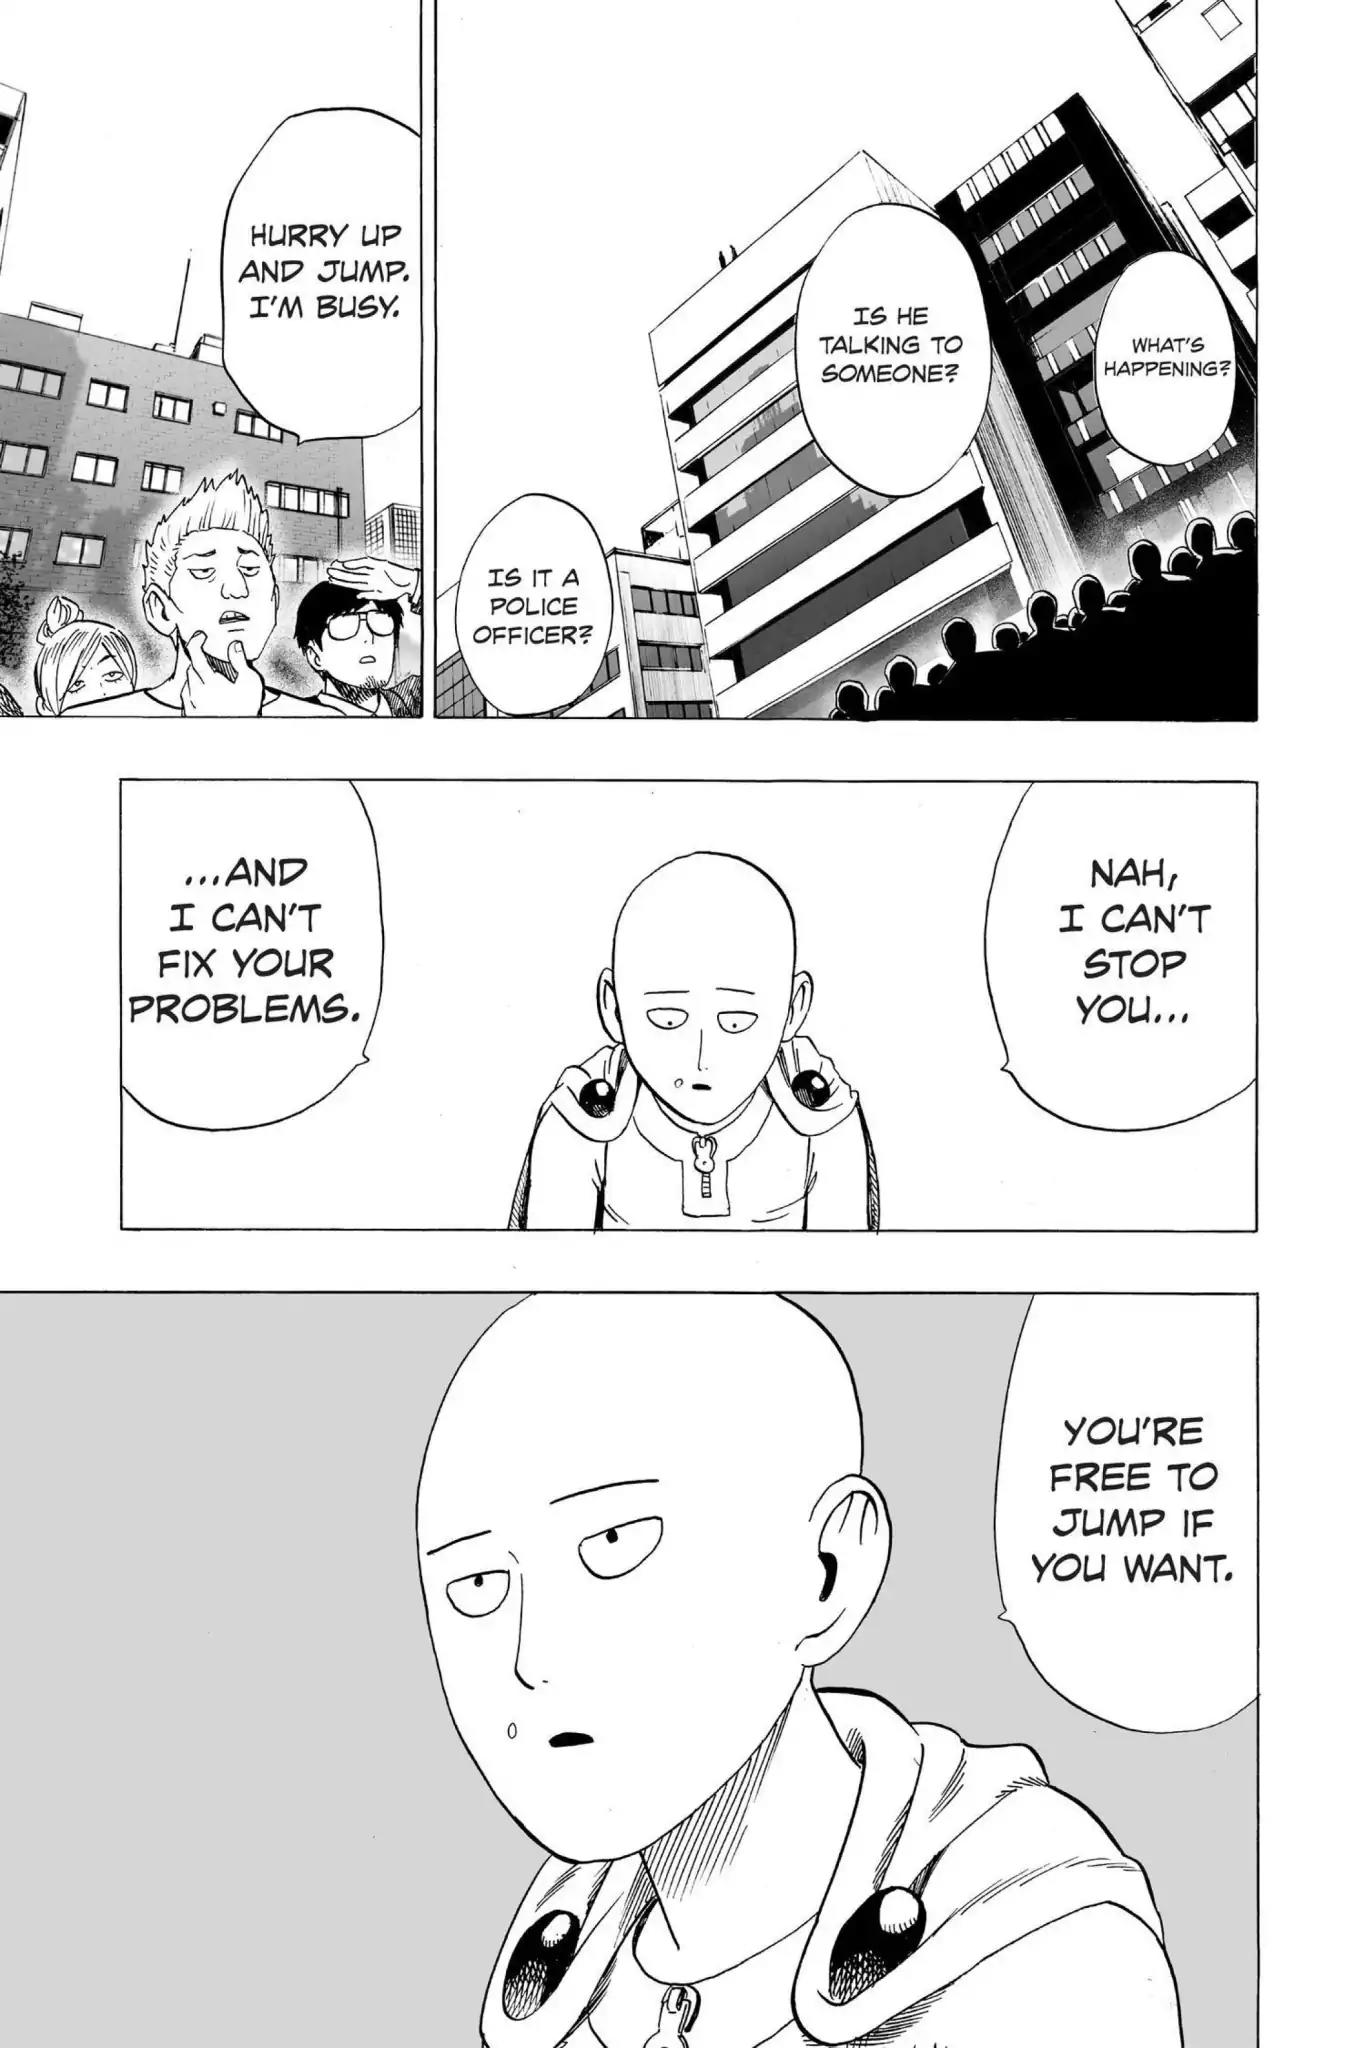 WHAT'S
HAPPENING?
IS HE
TALKING TO
SOMEONE?
IS IT A
POLICE
OFFICER?
HURRY UP
AND JUMP.
I'M BUSY.
NAH,
I CAN'T
STOP
YOU...
...AND
I CAN'T
FIX YOUR
PROBLEMS.
YOU'RE
FREE TO
JUMP IF
YOU WANT.